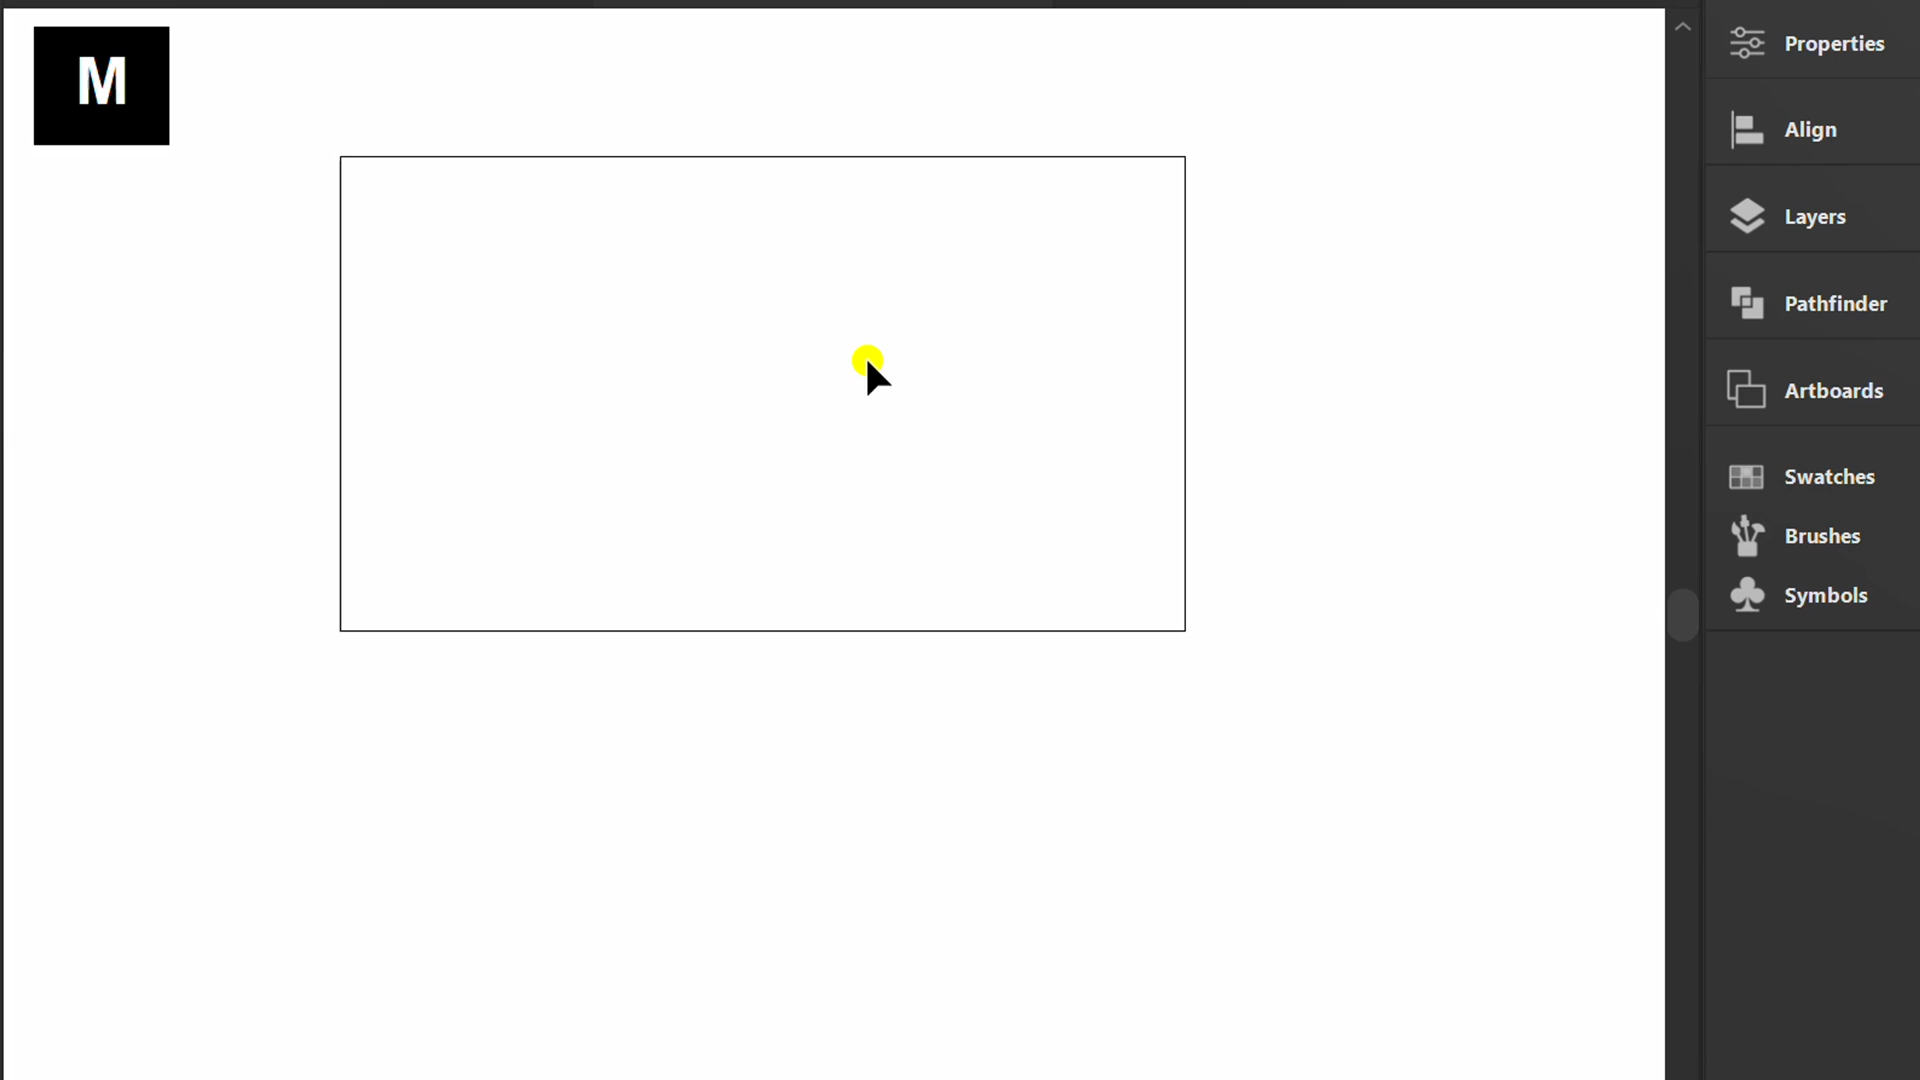 M
Properties
Align
Layers
Pathfinder
Artboards
Swatches
Brushes
Symbols